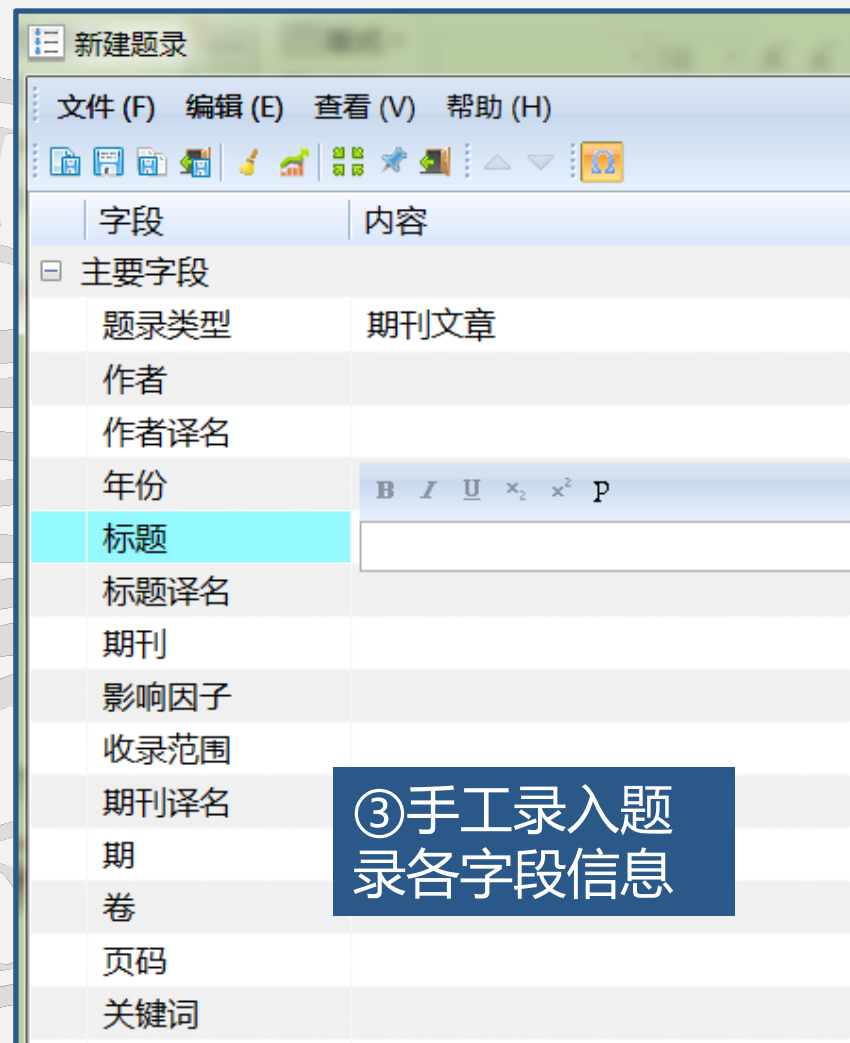 新建题录
文件 (F) 编辑 (E) 查看 (V) 帮助 (H)
Ω
字段 内容
主要字段
题录类型 期刊文章
作者
作者译名
年份 B I U ×₂ ×² P
标题
标题译名
期刊
影响因子
收录范围
期刊译名
期
卷
页码
关键词
③手工录入题
录各字段信息